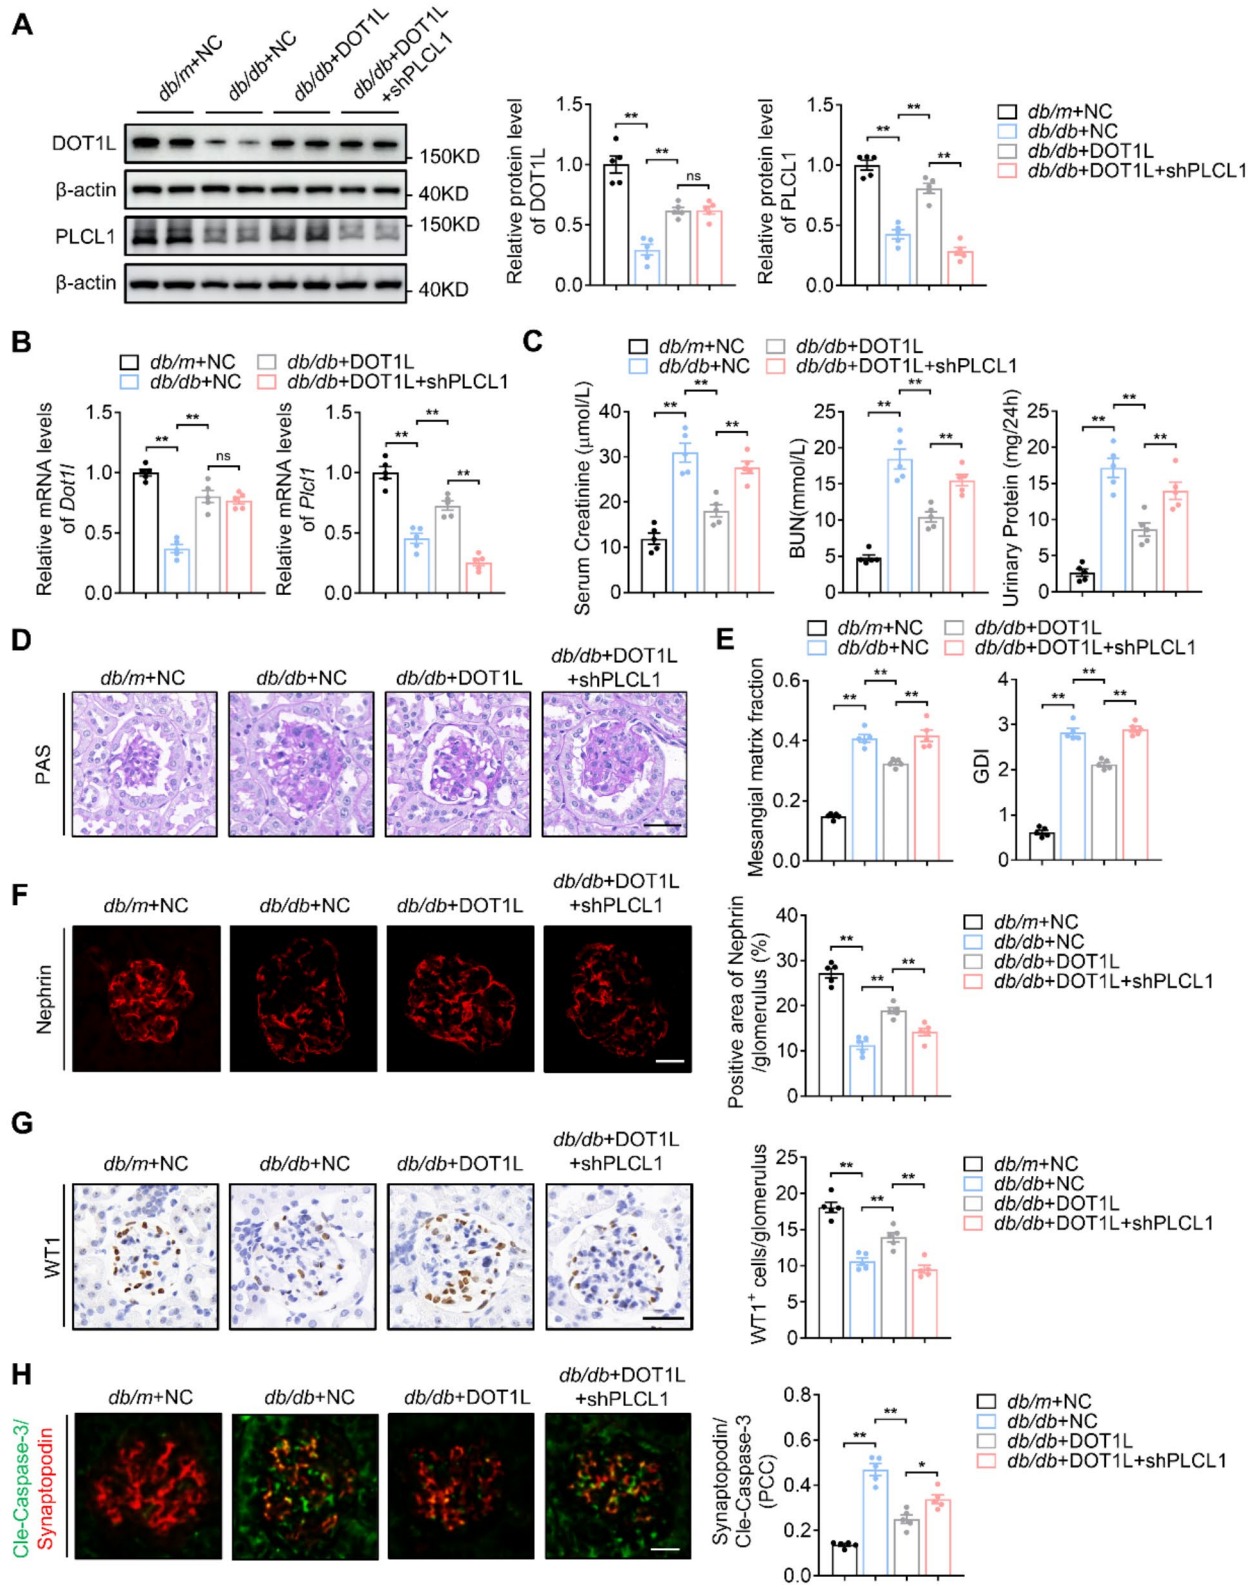 A
db/m+NC
db/db+NC
db/db+DOT1L
db/db+DOT1L
+shPLCL1
DOT1L
150KD
β-actin
40KD
PLCL1
150KD
β-actin
40KD
Relative protein level
of DOT1L
1.5
1.0
0.5
0.0
**
**
ns
Relative protein level
of PLCL1
1.5
1.0
0.5
0.0
**
**
**
db/m+NC
db/db+NC
db/db+DOT1L
db/db+DOT1L+shPLCL1
B
db/m+NC
db/db+DOT1L
db/db+NC
db/db+DOT1L+shPLCL1
Relative mRNA levels
of Dot1l
1.5
1.0
0.5
0.0
**
**
ns
Relative mRNA levels
of Plcl1
1.5
1.0
0.5
0.0
**
**
**
C
db/m+NC
db/db+DOT1L
db/db+NC
db/db+DOT1L+shPLCL1
Serum Creatinine (μmol/L)
40
30
20
10
0
**
**
**
BUN(mmol/L)
25
20
15
10
5
0
**
**
**
Urinary Protein (mg/24h)
25
20
15
10
5
0
**
**
**
D
db/m+NC
db/db+NC
db/db+DOT1L
db/db+DOT1L
+shPLCL1
PAS
E
db/m+NC
db/db+DOT1L
db/db+NC
db/db+DOT1L+shPLCL1
Mesangial matrix fraction
0.6
0.4
0.2
0.0
**
**
**
GDI
4
3
2
1
0
**
**
**
F
db/m+NC
db/db+NC
db/db+DOT1L
db/db+DOT1L
+shPLCL1
Nephrin
Positive area of Nephrin
/glomerulus (%)
40
30
20
10
0
**
**
**
db/m+NC
db/db+NC
db/db+DOT1L
db/db+DOT1L+shPLCL1
G
db/m+NC
db/db+NC
db/db+DOT1L
db/db+DOT1L
+shPLCL1
WT1
WT1+ cells/glomerulus
25
20
15
10
5
0
**
**
**
db/m+NC
db/db+NC
db/db+DOT1L
db/db+DOT1L+shPLCL1
H
db/m+NC
db/db+NC
db/db+DOT1L
db/db+DOT1L
+shPLCL1
Cle-Caspase-3/
Synaptopodin
Synaptopodin/
Cle-Caspase-3
(PCC)
0.8
0.6
0.4
0.2
0.0
**
**
*
db/m+NC
db/db+NC
db/db+DOT1L
db/db+DOT1L+shPLCL1